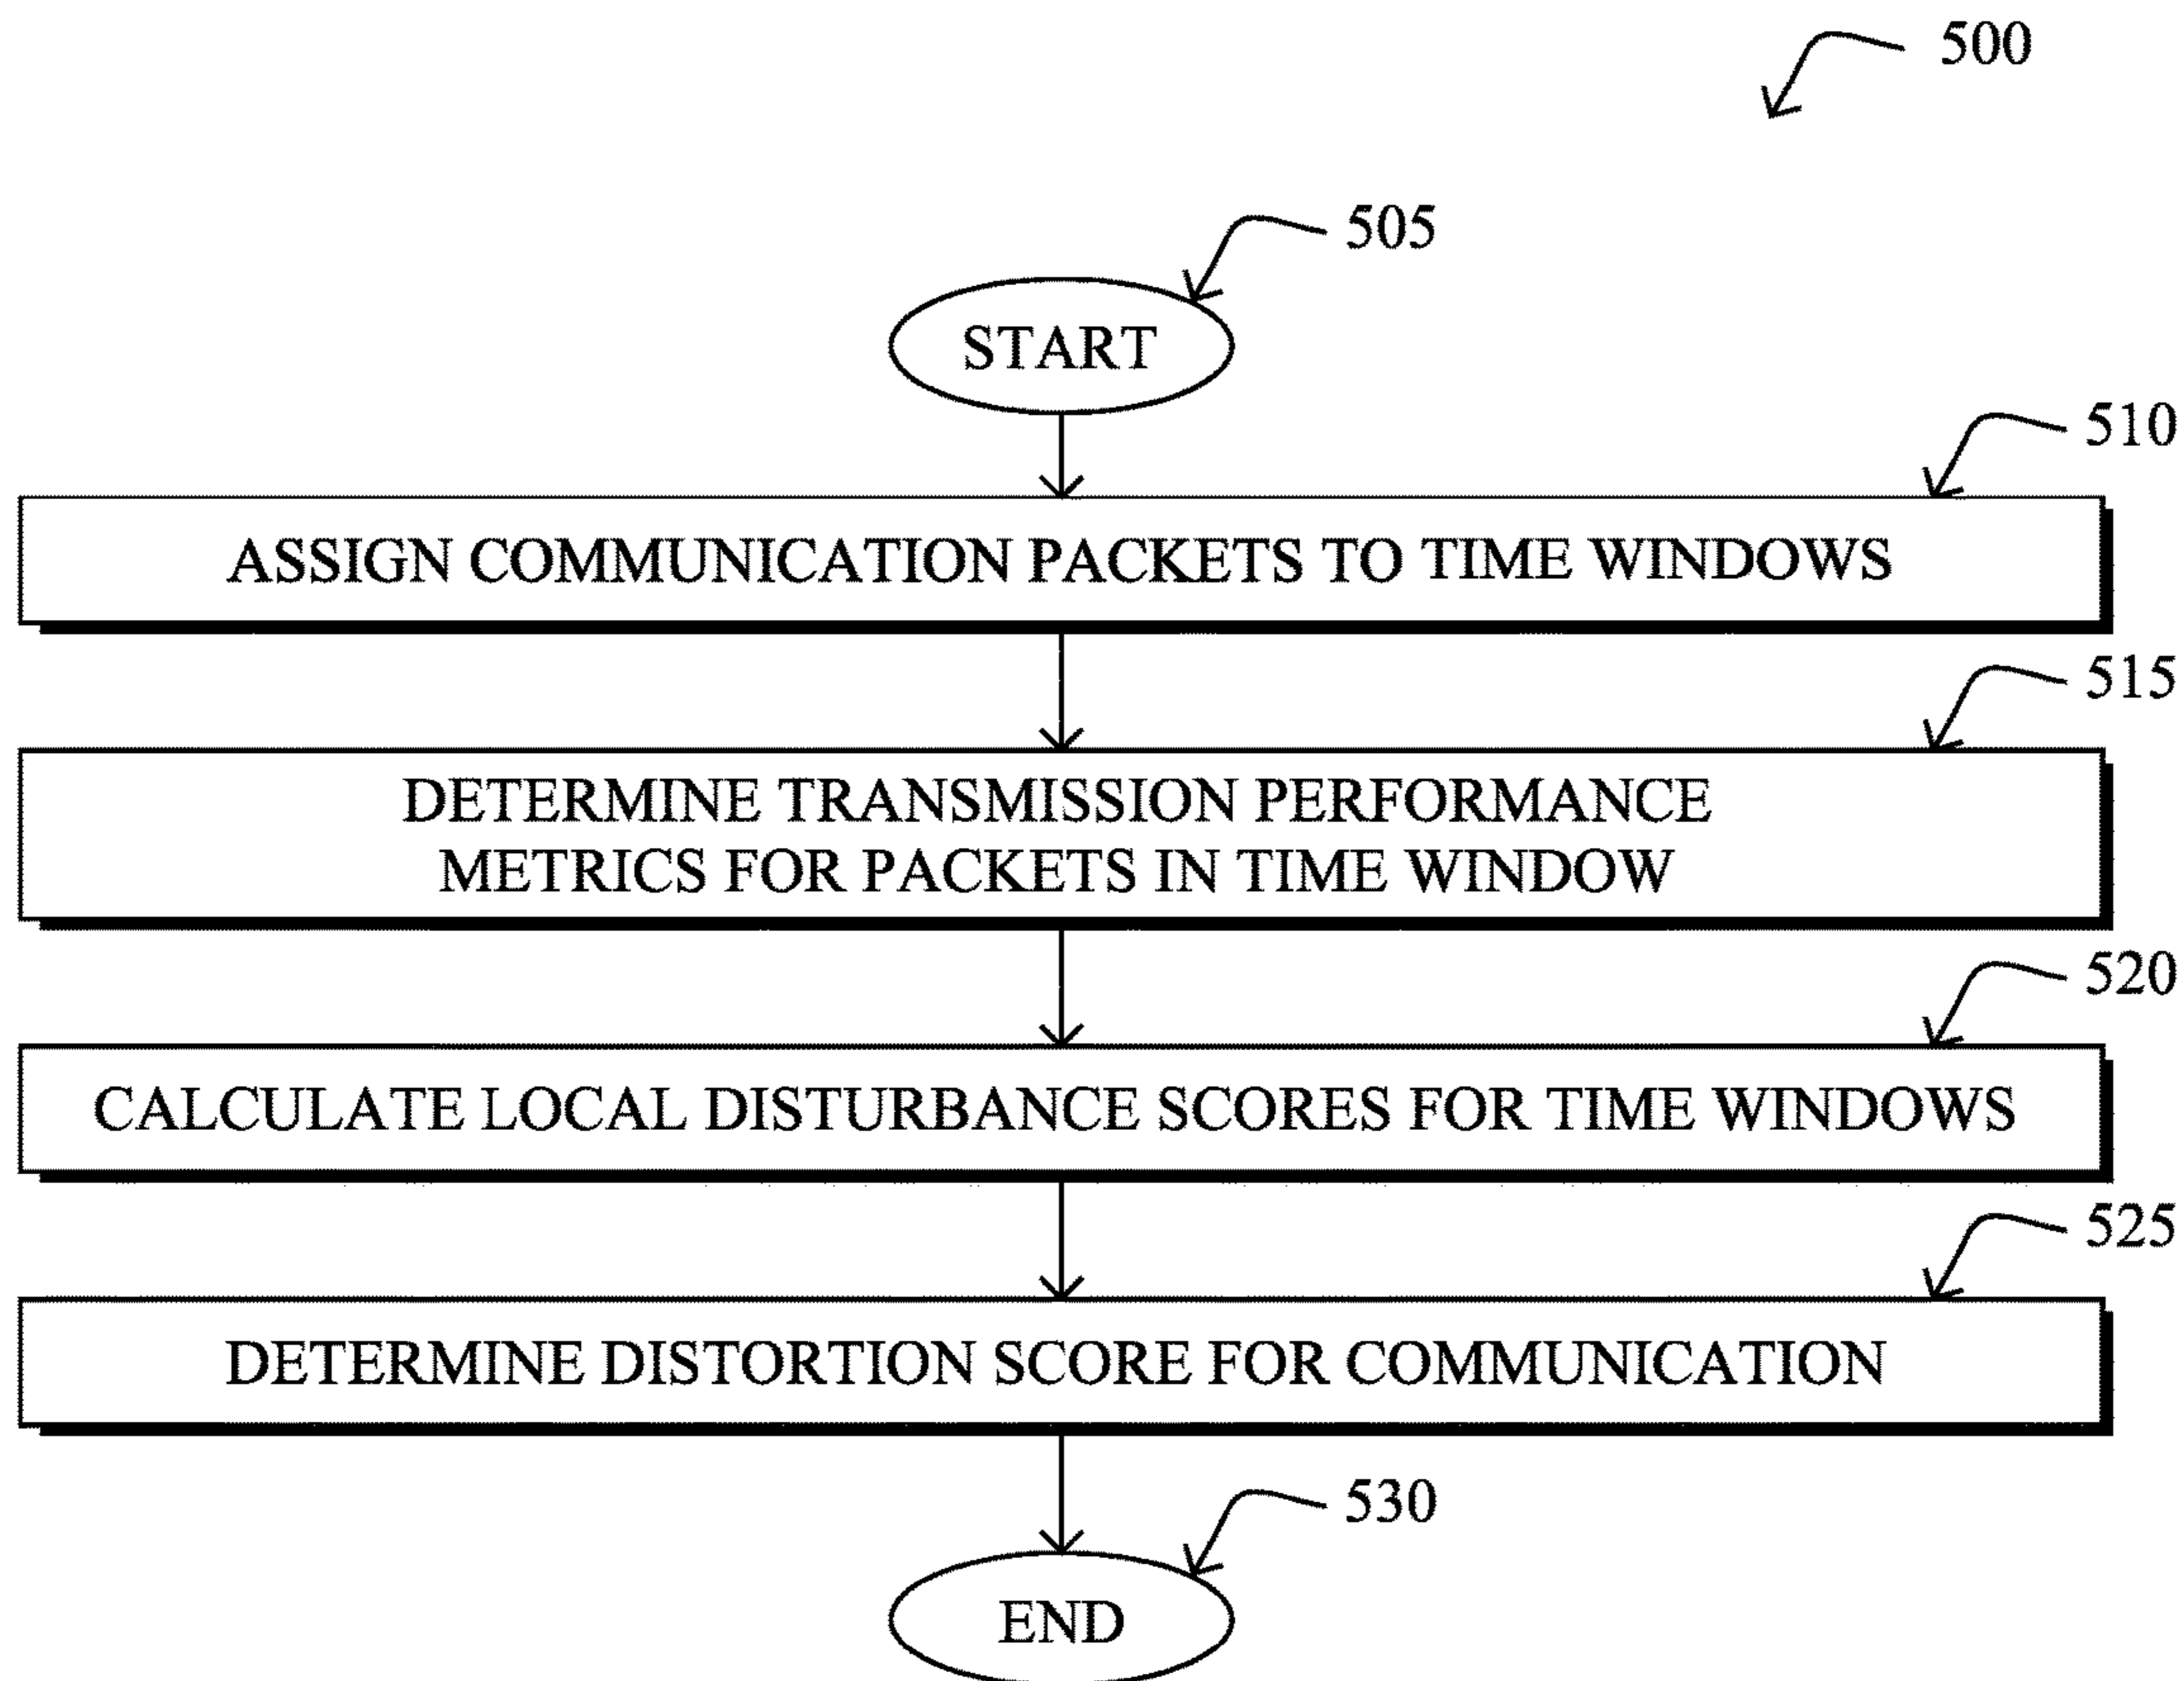 500
505
START
510
ASSIGN COMMUNICATION PACKETS TO TIME WINDOWS
515
DETERMINE TRANSMISSION PERFORMANCE
METRICS FOR PACKETS IN TIME WINDOW
520
CALCULATE LOCAL DISTURBANCE SCORES FOR TIME WINDOWS
525
DETERMINE DISTORTION SCORE FOR COMMUNICATION
530
END